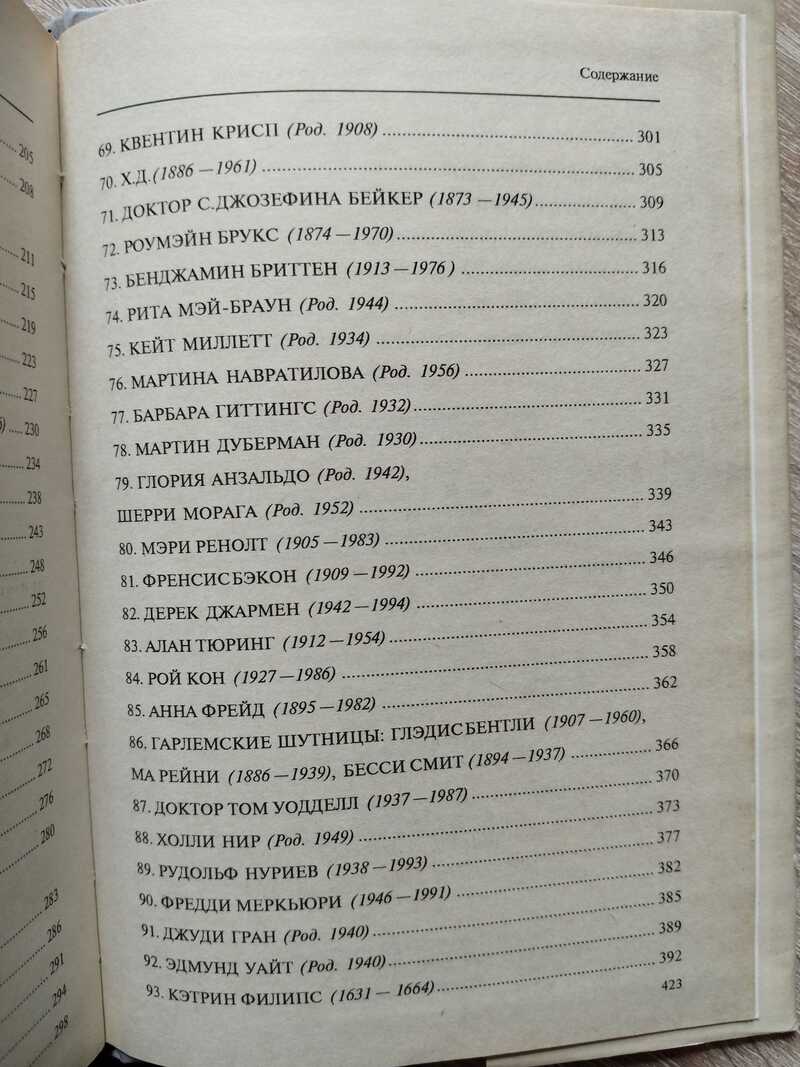 205
208
211
215
219
223
227
230
234
238
243
248
252
256
261
265
268
272
276
280
283
286
291
294
298
Содержание
69. КВЕНТИН КРИСП (Род. 1908) 301
70. Х.Д.(1886 — 1961) 305
71. ДОКТОР С.ДЖОЗЕФИНА БЕЙКЕР (1873 — 1945) 309
72. РОУМЭЙН БРУКС (1874 — 1970) 313
73. БЕНДЖАМИН БРИТТЕН (1913 — 1976) 316
74. РИТА МЭЙ-БРАУН (Род. 1944) 320
75. КЕЙТ МИЛЛЕТТ (Род. 1934) 323
76. МАРТИНА НАВРАТИЛОВА (Род. 1956) 327
77. БАРБАРА ГИТТИНГС (Род. 1932) 331
78. МАРТИН ДУБЕРМАН (Род. 1930) 335
79. ГЛОРИЯ АНЗАЛЬДО (Род. 1942),
ШЕРРИ МОРАГА (Род. 1952) 339
80. МЭРИ РЕНОЛТ (1905 — 1983) 343
81. ФРЕНСИС БЭКОН (1909 — 1992) 346
82. ДЕРЕК ДЖАРМЕН (1942 — 1994) 350
83. АЛАН ТЮРИНГ (1912 — 1954) 354
84. РОЙ КОН (1927 — 1986) 358
85. АННА ФРЕЙД (1895 — 1982) 362
86. ГАРЛЕМСКИЕ ШУТНИЦЫ: ГЛЭДИС БЕНТЛИ (1907 — 1960),
МА РЕЙНИ (1886 — 1939), БЕССИ СМИТ (1894 — 1937) 366
87. ДОКТОР ТОМ УОДДЕЛЛ (1937 — 1987) 370
88. ХОЛЛИ НИР (Род. 1949) 373
89. РУДОЛЬФ НУРИЕВ (1938 — 1993) 377
90. ФРЕДДИ МЕРКЬЮРИ (1946 — 1991) 382
91. ДЖУДИ ГРАН (Род. 1940) 385
92. ЭДМУНД УАЙТ (Род. 1940) 389
93. КЭТРИН ФИЛИПС (1631 — 1664) 392
423